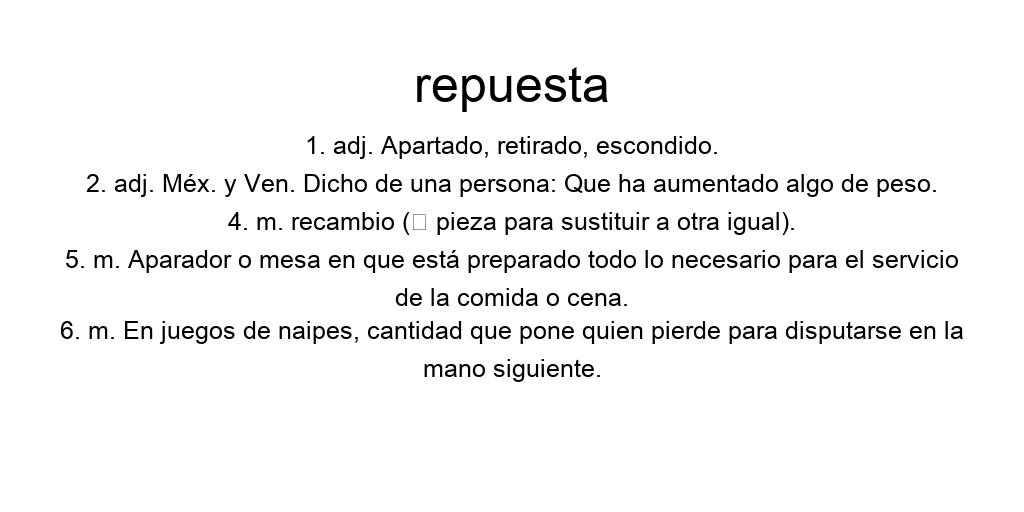 repuesta
1. adj. Apartado, retirado, escondido.
2. adj. Méx. y Ven. Dicho de una persona: Que ha aumentado algo de peso.
4. m. recambio (□ pieza para sustituir a otra igual).
5. m. Aparador o mesa en que está preparado todo lo necesario para el servicio
de la comida o cena.
6. m. En juegos de naipes, cantidad que pone quien pierde para disputarse en la
mano siguiente.